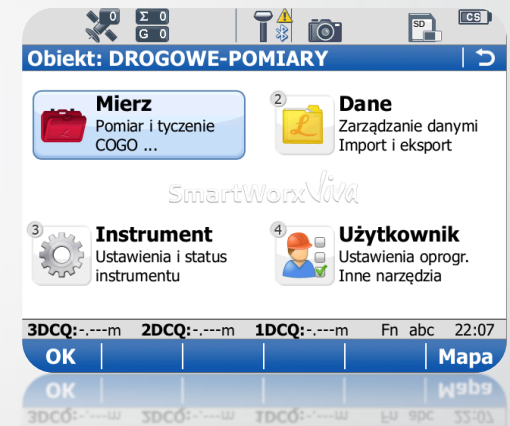 0 Σ 0
G 0
SD
CS
Obiekt: DROGOWE-POMIARY
Mierz
Pomiar i tyczenie
COGO ...
2
Dane
Zarządzanie danymi
Import i eksport
SmartWorx Viva
3
Instrument
Ustawienia i status
instrumentu
4
Użytkownik
Ustawienia oprogr.
Inne narzędzia
3DCQ:-.---m 2DCQ:-.---m 1DCQ:-.---m Fn abc 22:07
OK Mapa